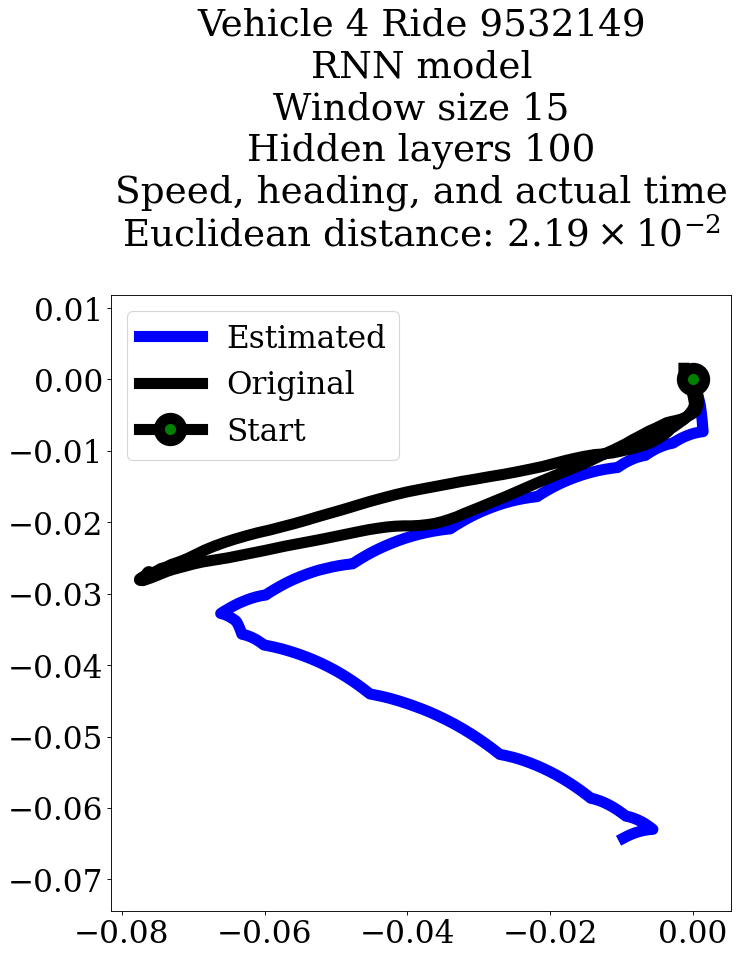 Vehicle 4 Ride 9532149
RNN model
Window size 15
Hidden layers 100
Speed, heading, and actual time
Euclidean distance: 2.19 × 10⁻²
Estimated
Original
Start
0.01
0.00
−0.01
−0.02
−0.03
−0.04
−0.05
−0.06
−0.07
−0.08 −0.06 −0.04 −0.02 0.00